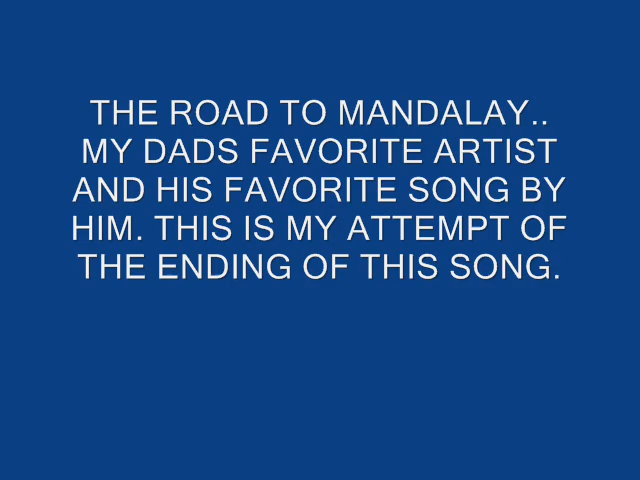 THE ROAD TO MANDALAY..
MY DADS FAVORITE ARTIST
AND HIS FAVORITE SONG BY
HIM. THIS IS MY ATTEMPT OF
THE ENDING OF THIS SONG.